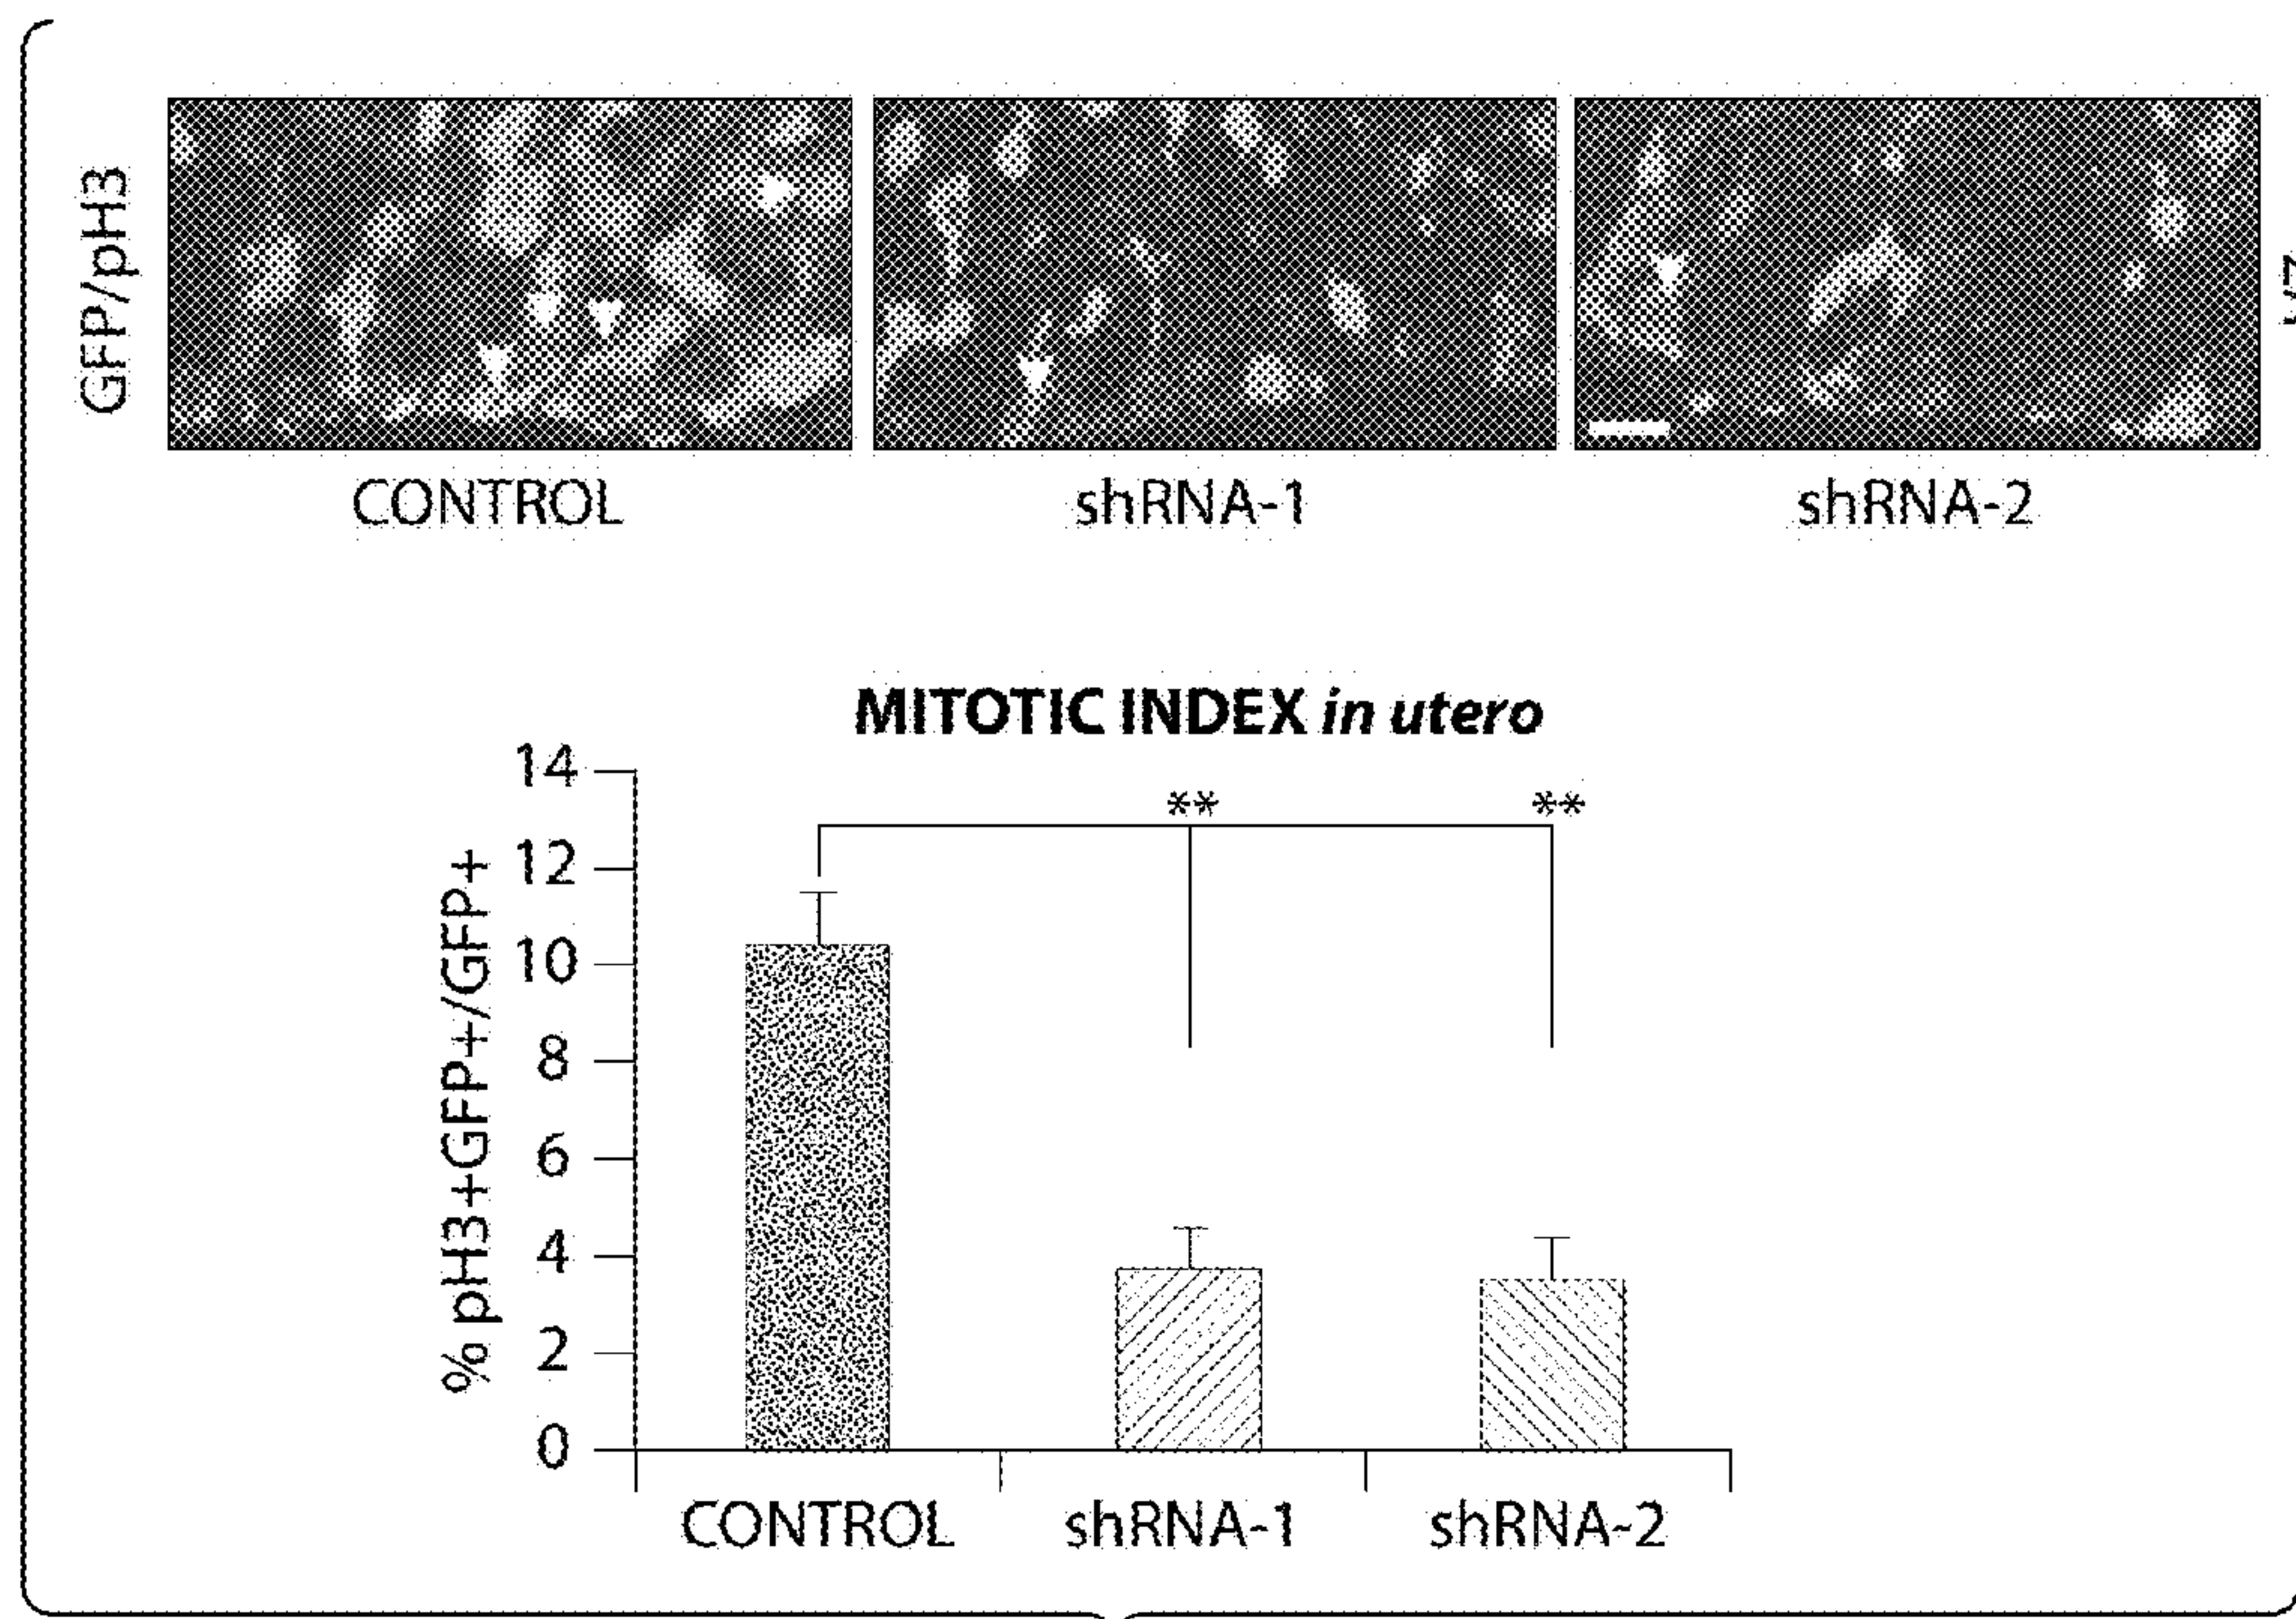 GFP/pH3
CONTROL
shRNA-1
shRNA-2
VZ
MITOTIC INDEX in utero
** **
% pH3+GFP+/GFP+
14
12
10
8
6
4
2
0
CONTROL
shRNA-1
shRNA-2